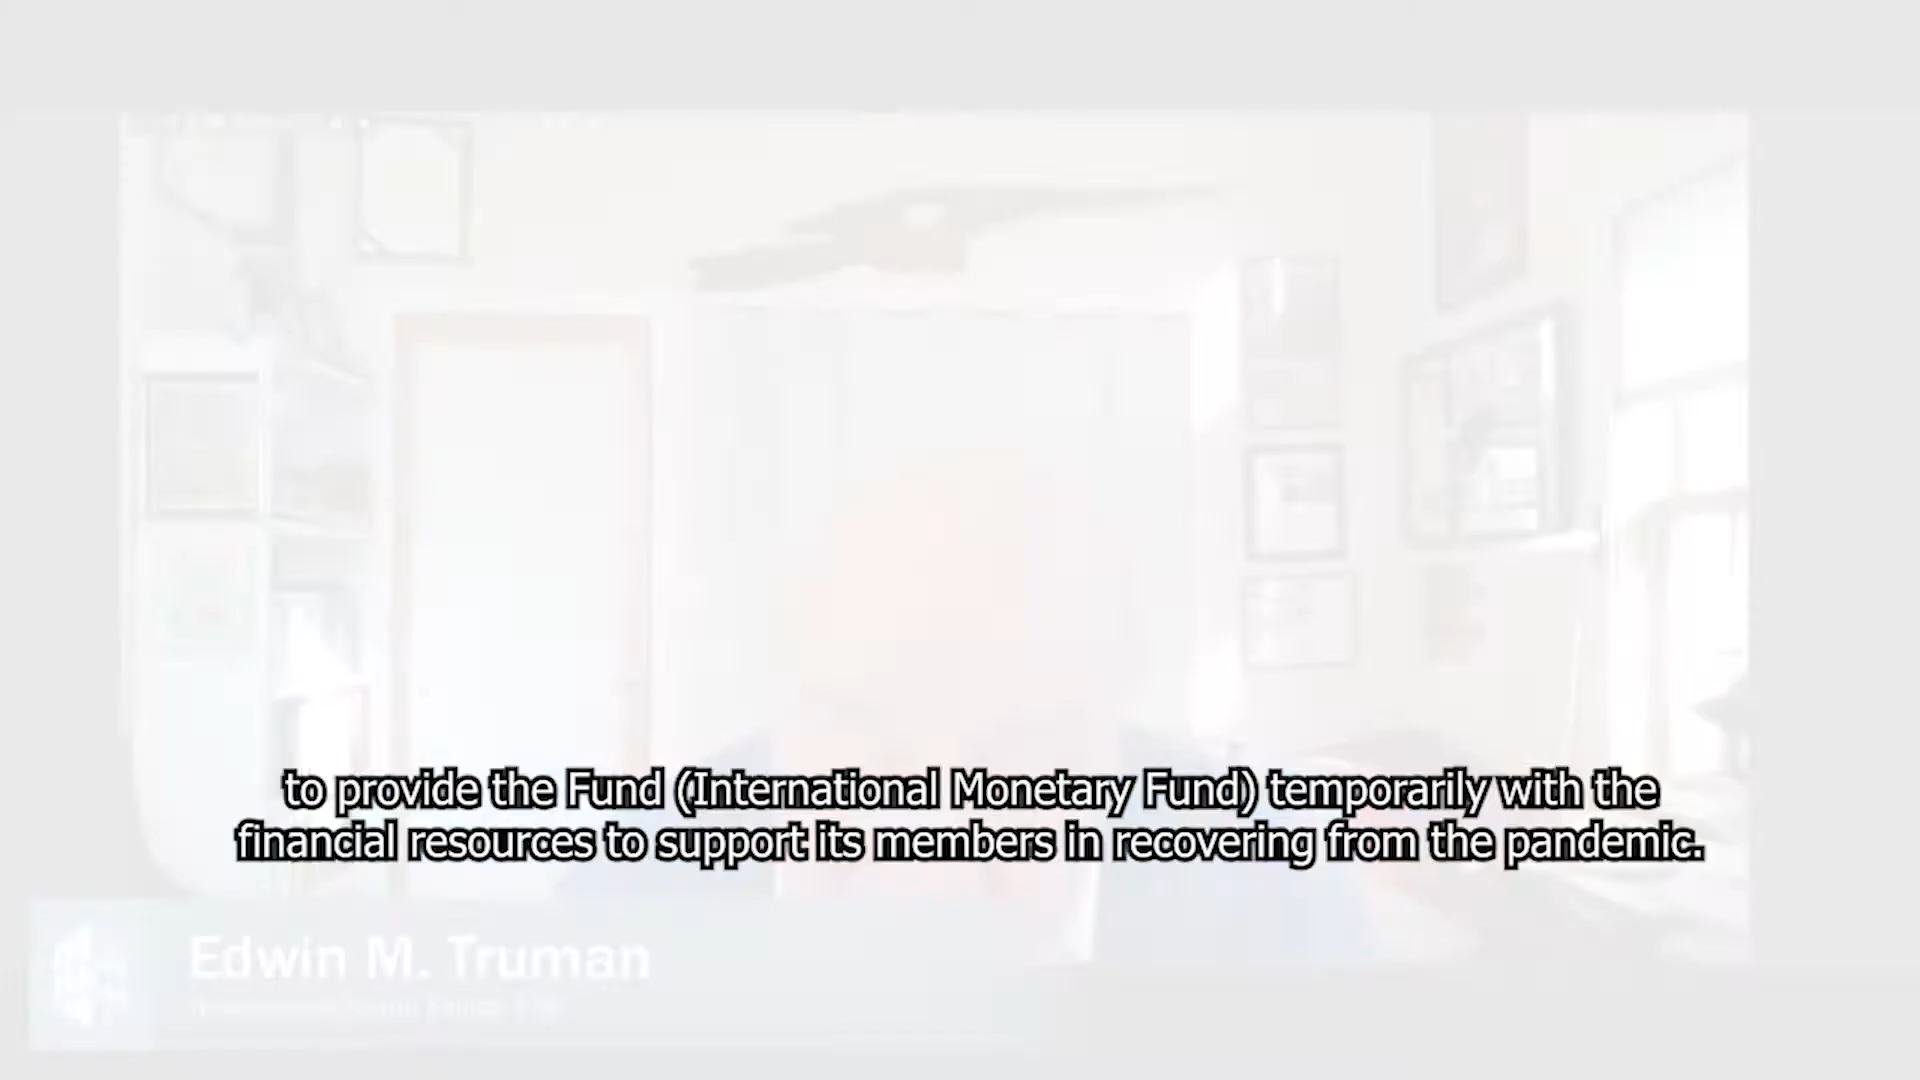 to provide the Fund (International Monetary Fund) temporarily with the
financial resources to support its members in recovering from the pandemic.
Edwin M. Truman